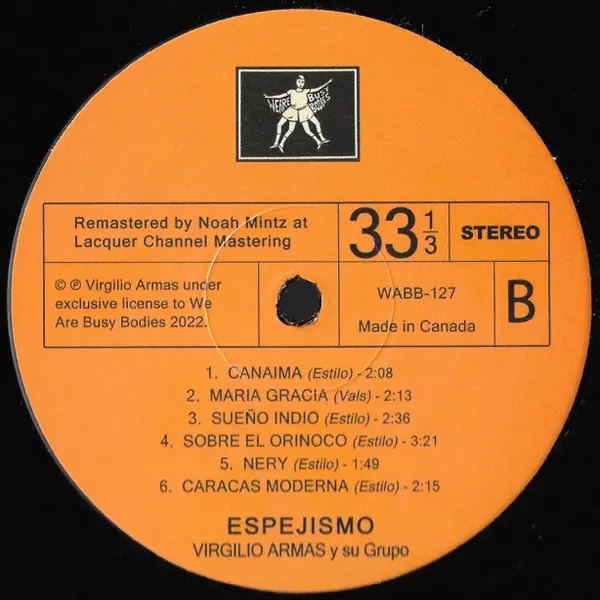 WE ARE BUSY BODIES
Remastered by Noah Mintz at
Lacquer Channel Mastering
33 1/3
STEREO
© ℗ Virgilio Armas under
exclusive license to We
Are Busy Bodies 2022.
WABB-127
Made in Canada
B
1. CANAIMA (Estilo) - 2:08
2. MARIA GRACIA (Vals) - 2:13
3. SUEÑO INDIO (Estilo) - 2:36
4. SOBRE EL ORINOCO (Estilo) - 3:21
5. NERY (Estilo) - 1:49
6. CARACAS MODERNA (Estilo) - 2:15
ESPEJISMO
VIRGILIO ARMAS y su Grupo